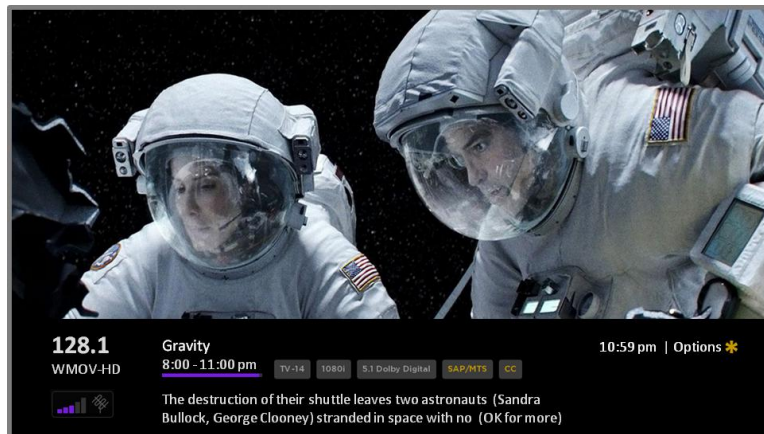 128.1
WMOV-HD
Gravity
8:00 - 11:00 pm
TV-14
1080i
5.1 Dolby Digital
SAP/MTS
CC
10:59 pm | Options ✱
The destruction of their shuttle leaves two astronauts (Sandra
Bullock, George Clooney) stranded in space with no (OK for more)